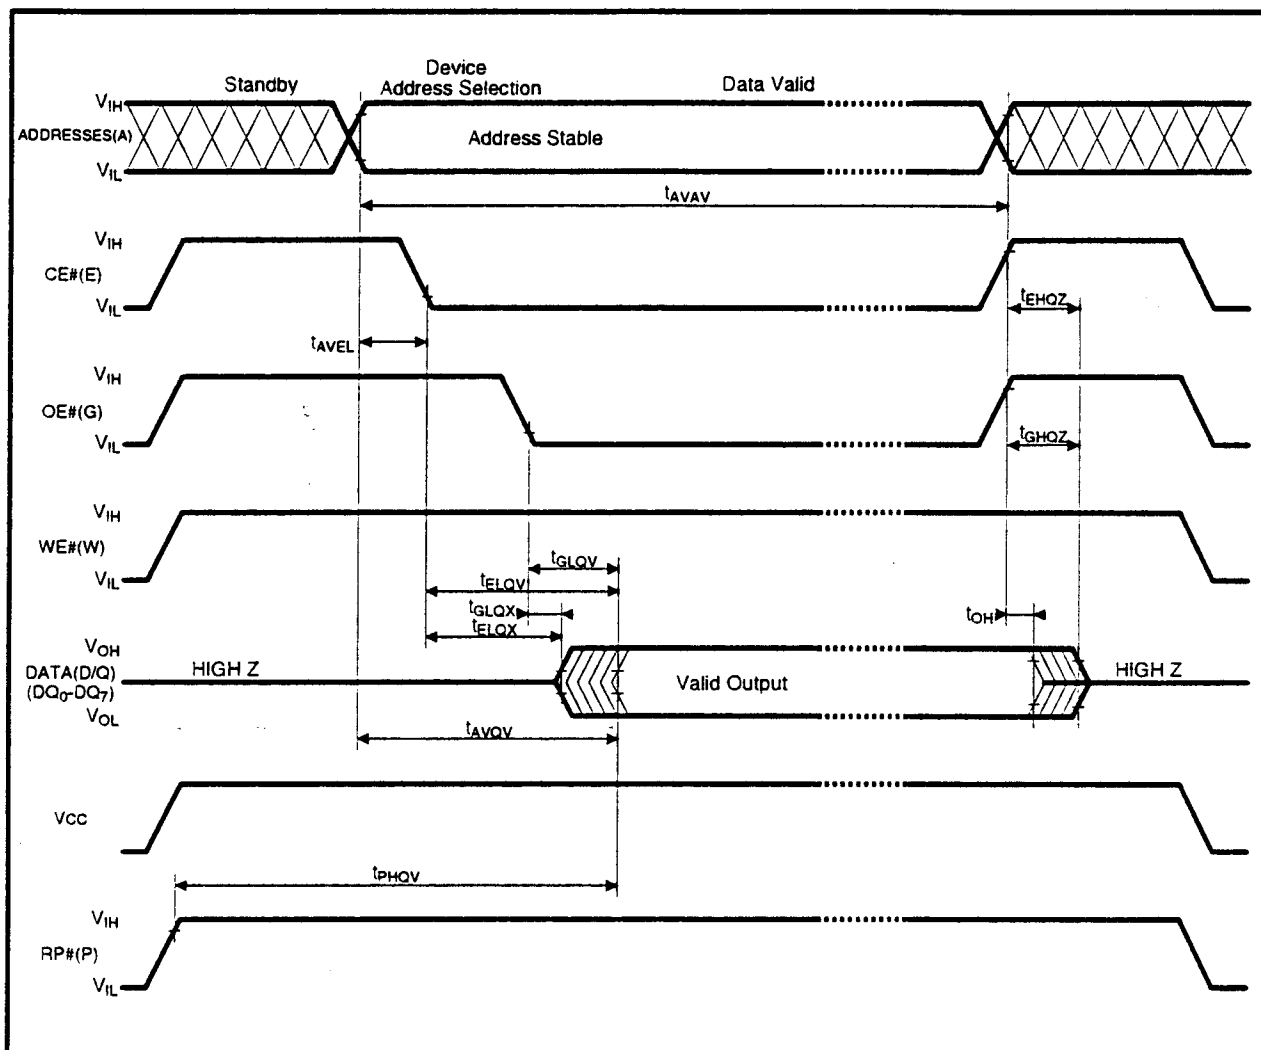 Standby
Device
Address Selection
Data Valid
VIH
ADDRESSES(A)
Address Stable
VIL
tAVAV
VIH
CE#(E)
VIL
tEHQZ
tAVEL
VIH
OE#(G)
VIL
tGHQZ
VIH
WE#(W)
VIL
tGLQV
tELQV
tGLQX
tELQX
tOH
VOH
DATA(D/Q)
(DQ0-DQ7)
VOL
HIGH Z
Valid Output
HIGH Z
tAVQV
VCC
tPHQV
VIH
RP#(P)
VIL